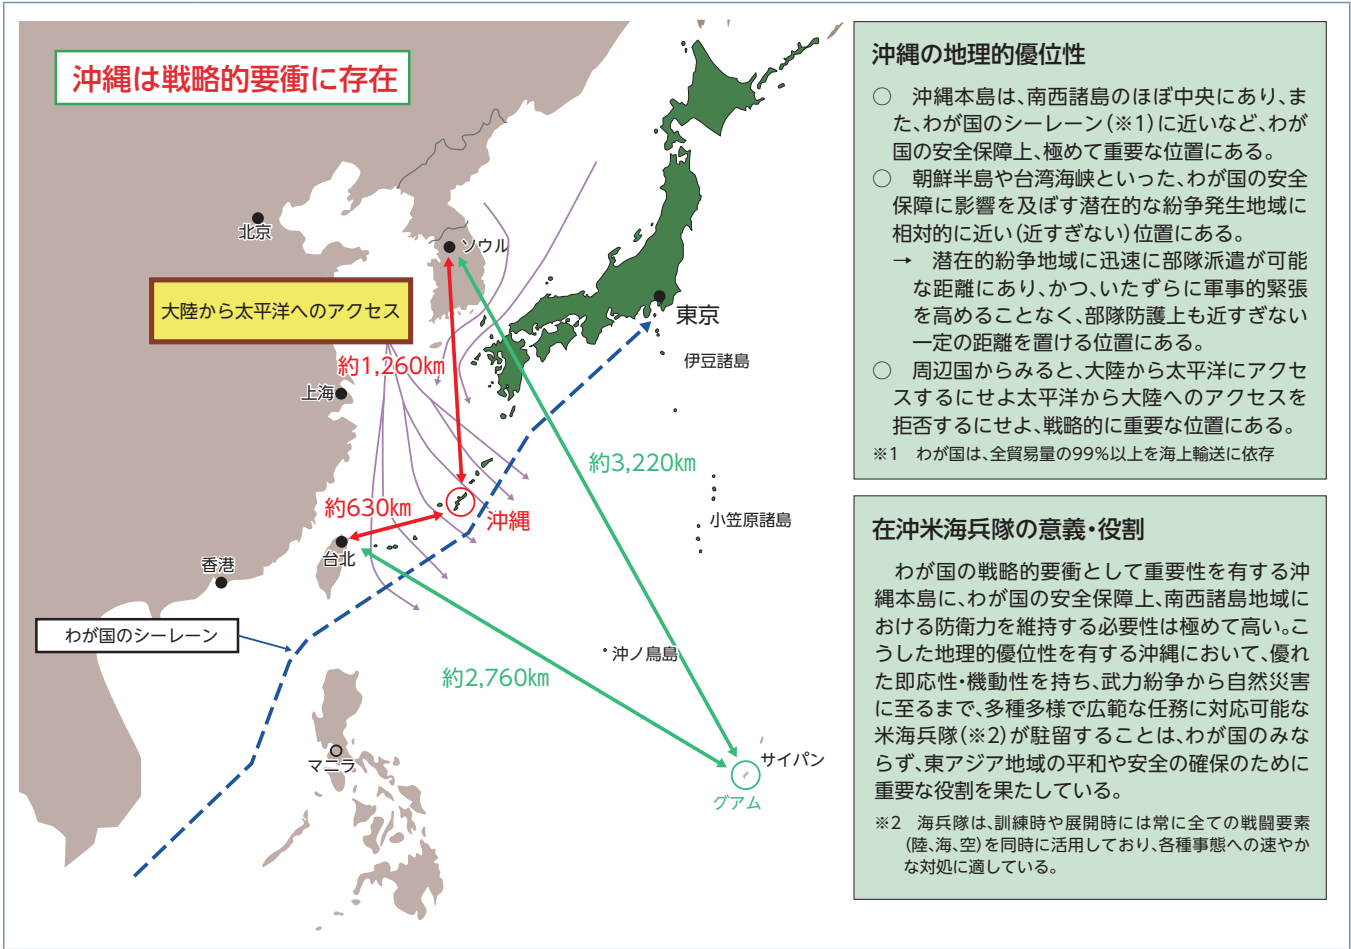 沖縄は戦略的要衝に存在
北京
ソウル
大陸から太平洋へのアクセス
東京
伊豆諸島
約1,260km
上海
約3,220km
約630km
沖縄
小笠原諸島
台北
香港
わが国のシーレーン
沖ノ鳥島
約2,760km
マニラ
サイパン
グアム
沖縄の地理的優位性
○ 沖縄本島は、南西諸島のほぼ中央にあり、ま
た、わが国のシーレーン(※1)に近いなど、わが
国の安全保障上、極めて重要な位置にある。
○ 朝鮮半島や台湾海峡といった、わが国の安全
保障に影響を及ぼす潜在的な紛争発生地域に
相対的に近い(近すぎない)位置にある。
→ 潜在的紛争地域に迅速に部隊派遣が可能
な距離にあり、かつ、いたずらに軍事的緊張
を高めることなく、部隊防護上も近すぎない
一定の距離を置ける位置にある。
○ 周辺国からみると、大陸から太平洋にアクセ
スするにせよ太平洋から大陸へのアクセスを
拒否するにせよ、戦略的に重要な位置にある。
※1 わが国は、全貿易量の99%以上を海上輸送に依存
在沖米海兵隊の意義・役割
わが国の戦略的要衝として重要性を有する沖
縄本島に、わが国の安全保障上、南西諸島地域に
おける防衛力を維持する必要性は極めて高い。こ
うした地理的優位性を有する沖縄において、優れ
た即応性・機動性を持ち、武力紛争から自然災害
に至るまで、多種多様で広範な任務に対応可能な
米海兵隊(※2)が駐留することは、わが国のみな
らず、東アジア地域の平和や安全の確保のために
重要な役割を果たしている。
※2 海兵隊は、訓練時や展開時には常に全ての戦闘要素
(陸、海、空)を同時に活用しており、各種事態への速やか
な対処に適している。